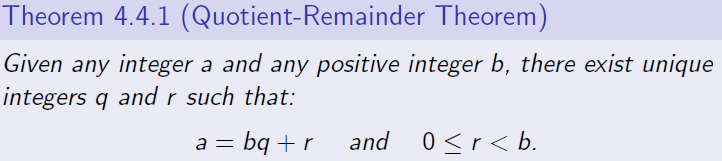 Theorem 4.4.1 (Quotient-Remainder Theorem)
Given any integer a and any positive integer b, there exist unique
integers q and r such that:
a = bq + r and 0 ≤ r < b.